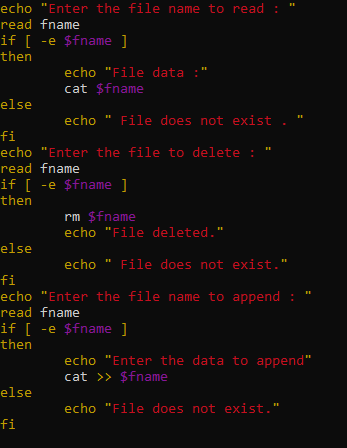 echo "Enter the file name to read : "
read fname
if [ -e $fname ]
then
        echo "File data :"
        cat $fname
else
        echo " File does not exist . "
fi
echo "Enter the file to delete : "
read fname
if [ -e $fname ]
then
        rm $fname
        echo "File deleted."
else
        echo " File does not exist."
fi
echo "Enter the file name to append : "
read fname
if [ -e $fname ]
then
        echo "Enter the data to append"
        cat >> $fname
else
        echo "File does not exist."
fi